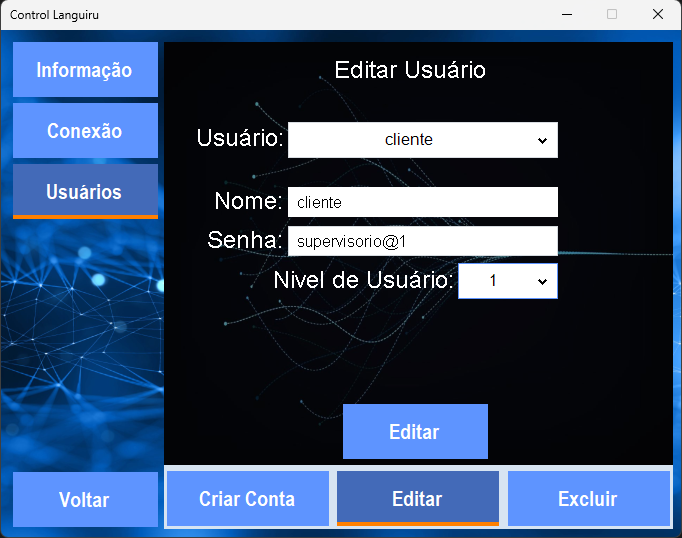 Control Languiru
Informação
Conexão
Usuários
Voltar
Editar Usuário
Usuário: cliente
Nome: cliente
Senha: supervisorio@1
Nivel de Usuário: 1
Editar
Criar Conta Editar Excluir